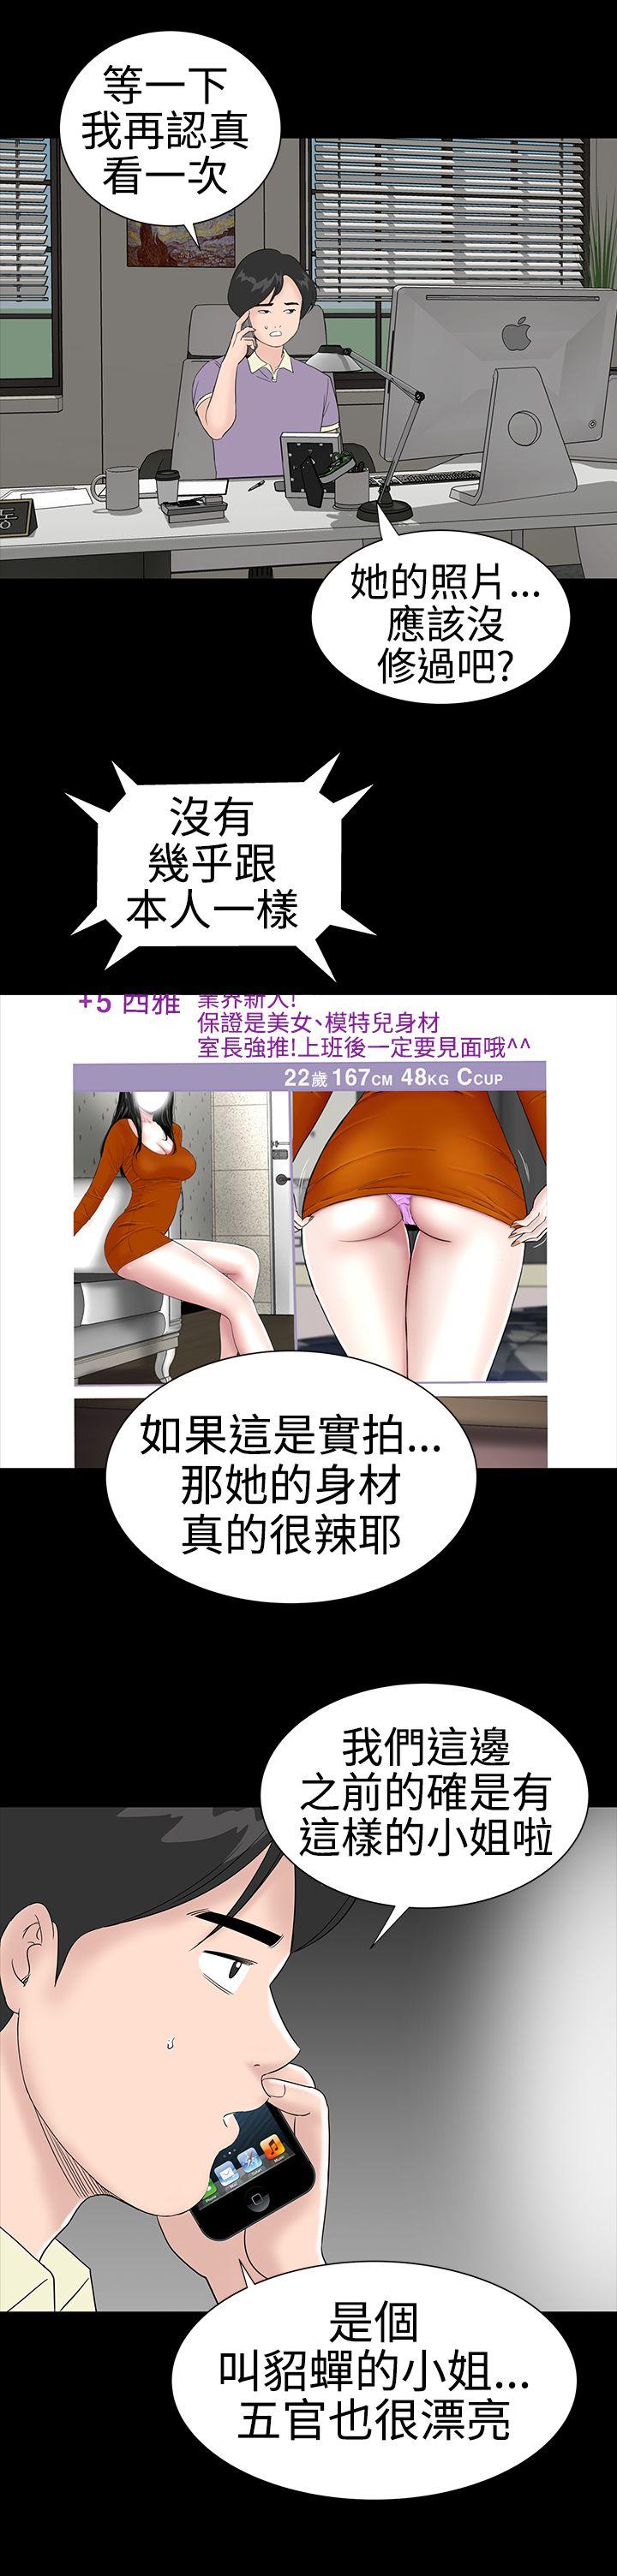 等一下
我再認真
看一次
동
她的照片...
應該沒
修過吧?
沒有
幾乎跟
本人一樣
+5 西雅
業界新人!
保證是美女、模特兒身材
室長強推!上班後一定要見面哦^^
22歲 167CM 48KG CCUP
如果這是實拍...
那她的身材
真的很辣耶
我們這邊
之前的確是有
這樣的小姐啦
是個
叫貂蟬的小姐...
五官也很漂亮